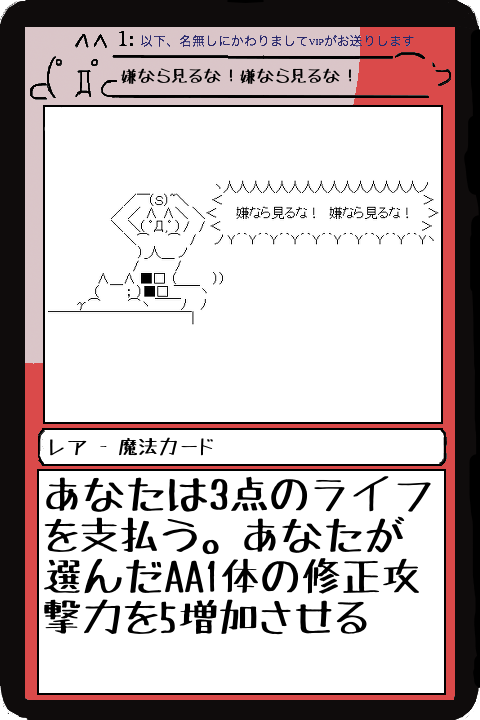 1: 以下、名無しにかわりましてVIPがお送りします
嫌なら見るな！嫌なら見るな！
嫌なら見るな！ 嫌なら見るな！
レア - 魔法カード
あなたは3点のライフ
を支払う。あなたが
選んだAA1体の修正攻
撃力を5増加させる